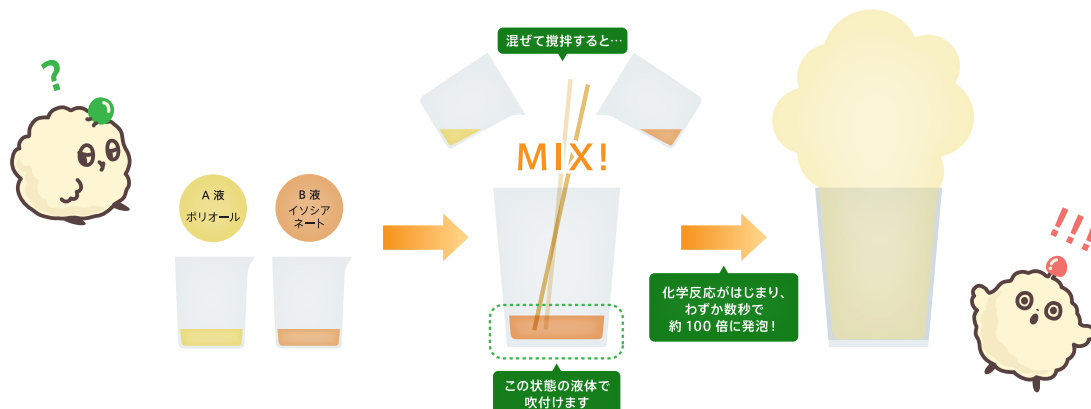 ?
A 液
ポリオール
B 液
イソシア
ネート
混ぜて撹拌すると…
MIX!
この状態の液体で
吹付けます
化学反応がはじまり、
わずか数秒で
約 100 倍に発泡！
!!!